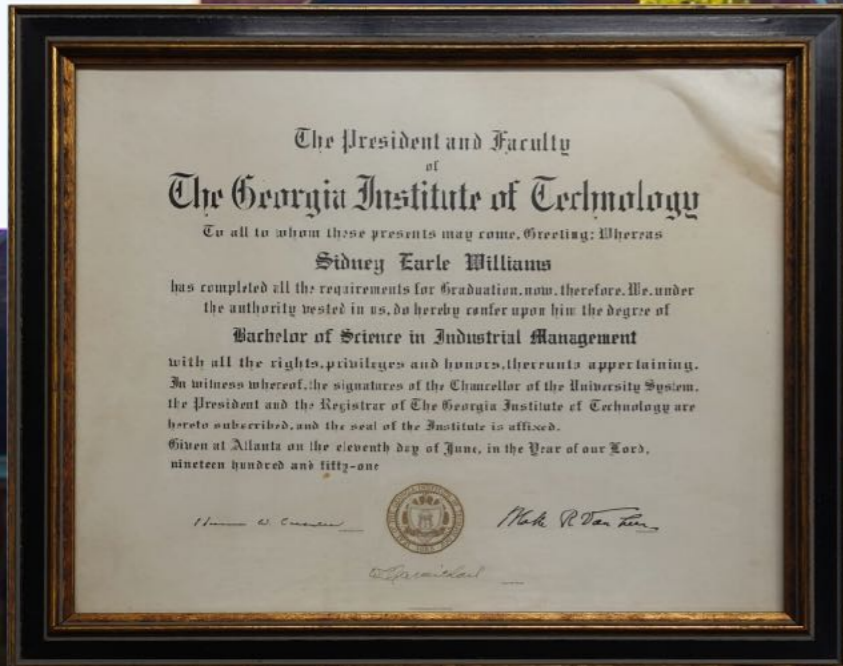 The President and Faculty
of
The Georgia Institute of Technology
To all to whom these presents may come, Greeting: Whereas
Sidney Earle Williams
has completed all the requirements for Graduation, now, therefore, We, under
the authority vested in us, do hereby confer upon him the degree of
Bachelor of Science in Industrial Management
with all the rights, privileges and honors, thereunto appertaining.
In witness whereof, the signatures of the Chancellor of the University System,
the President and the Registrar of The Georgia Institute of Technology are
hereto subscribed, and the seal of the Institute is affixed.
Given at Atlanta on the eleventh day of June, in the Year of our Lord,
nineteen hundred and fifty-one